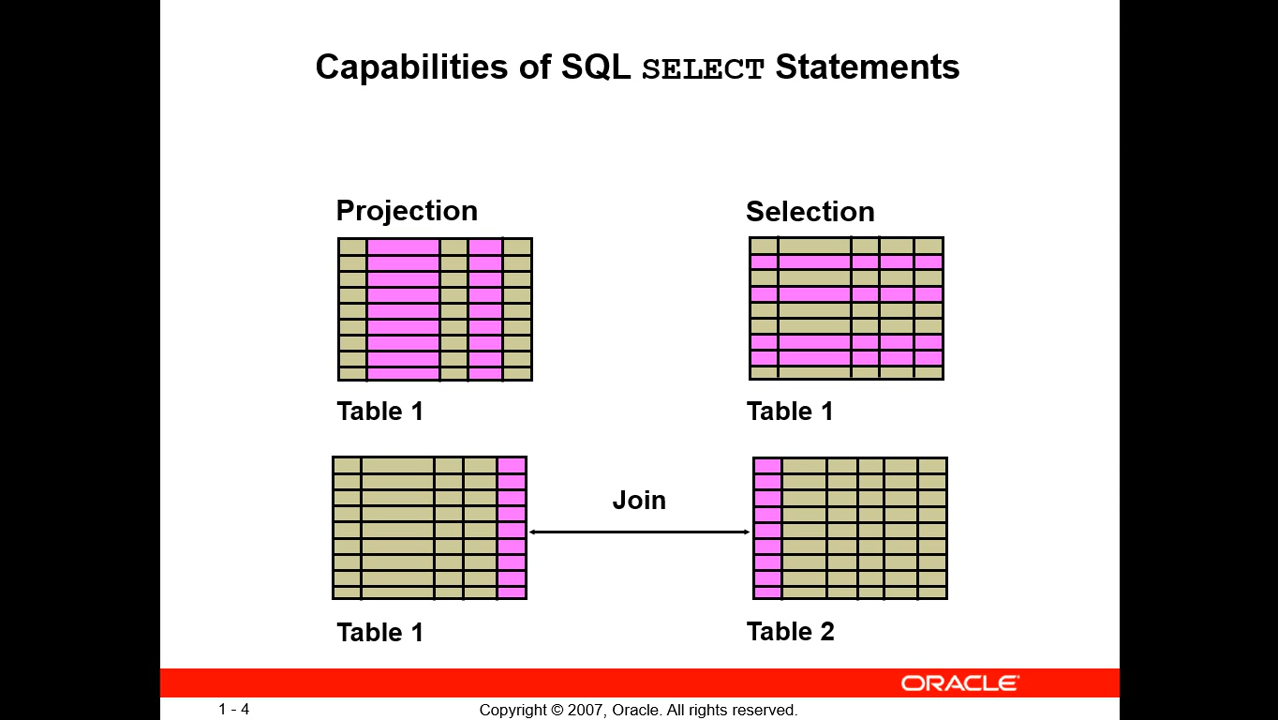 Capabilities of SQL SELECT Statements
Projection
Selection
Table 1
Table 1
Join
Table 1
Table 2
ORACLE
1 - 4
Copyright © 2007, Oracle. All rights reserved.